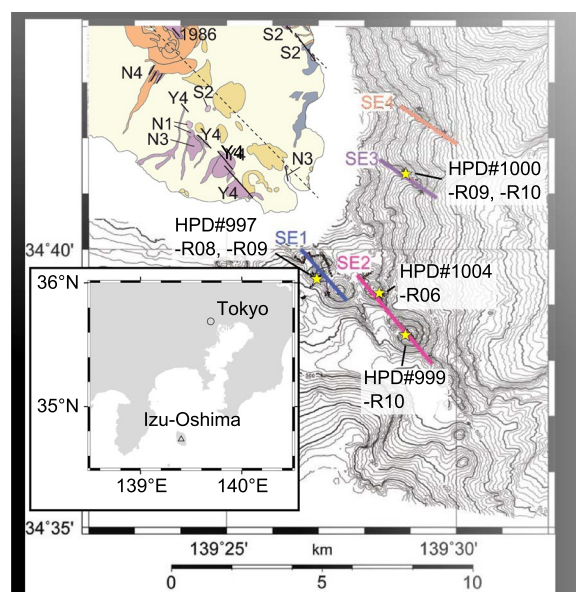 1986
S2
S2
N4
S2
Y4
N1
N3
Y4
Y4
Y4
N3
SE4
SE3
HPD#1000
-R09, -R10
HPD#997
-R08, -R09
SE1
SE2
HPD#1004
-R06
HPD#999
-R10
34°40'
36°N
Tokyo
35°N
Izu-Oshima
139°E
140°E
34°35'
139°25'
km
139°30'
0
5
10